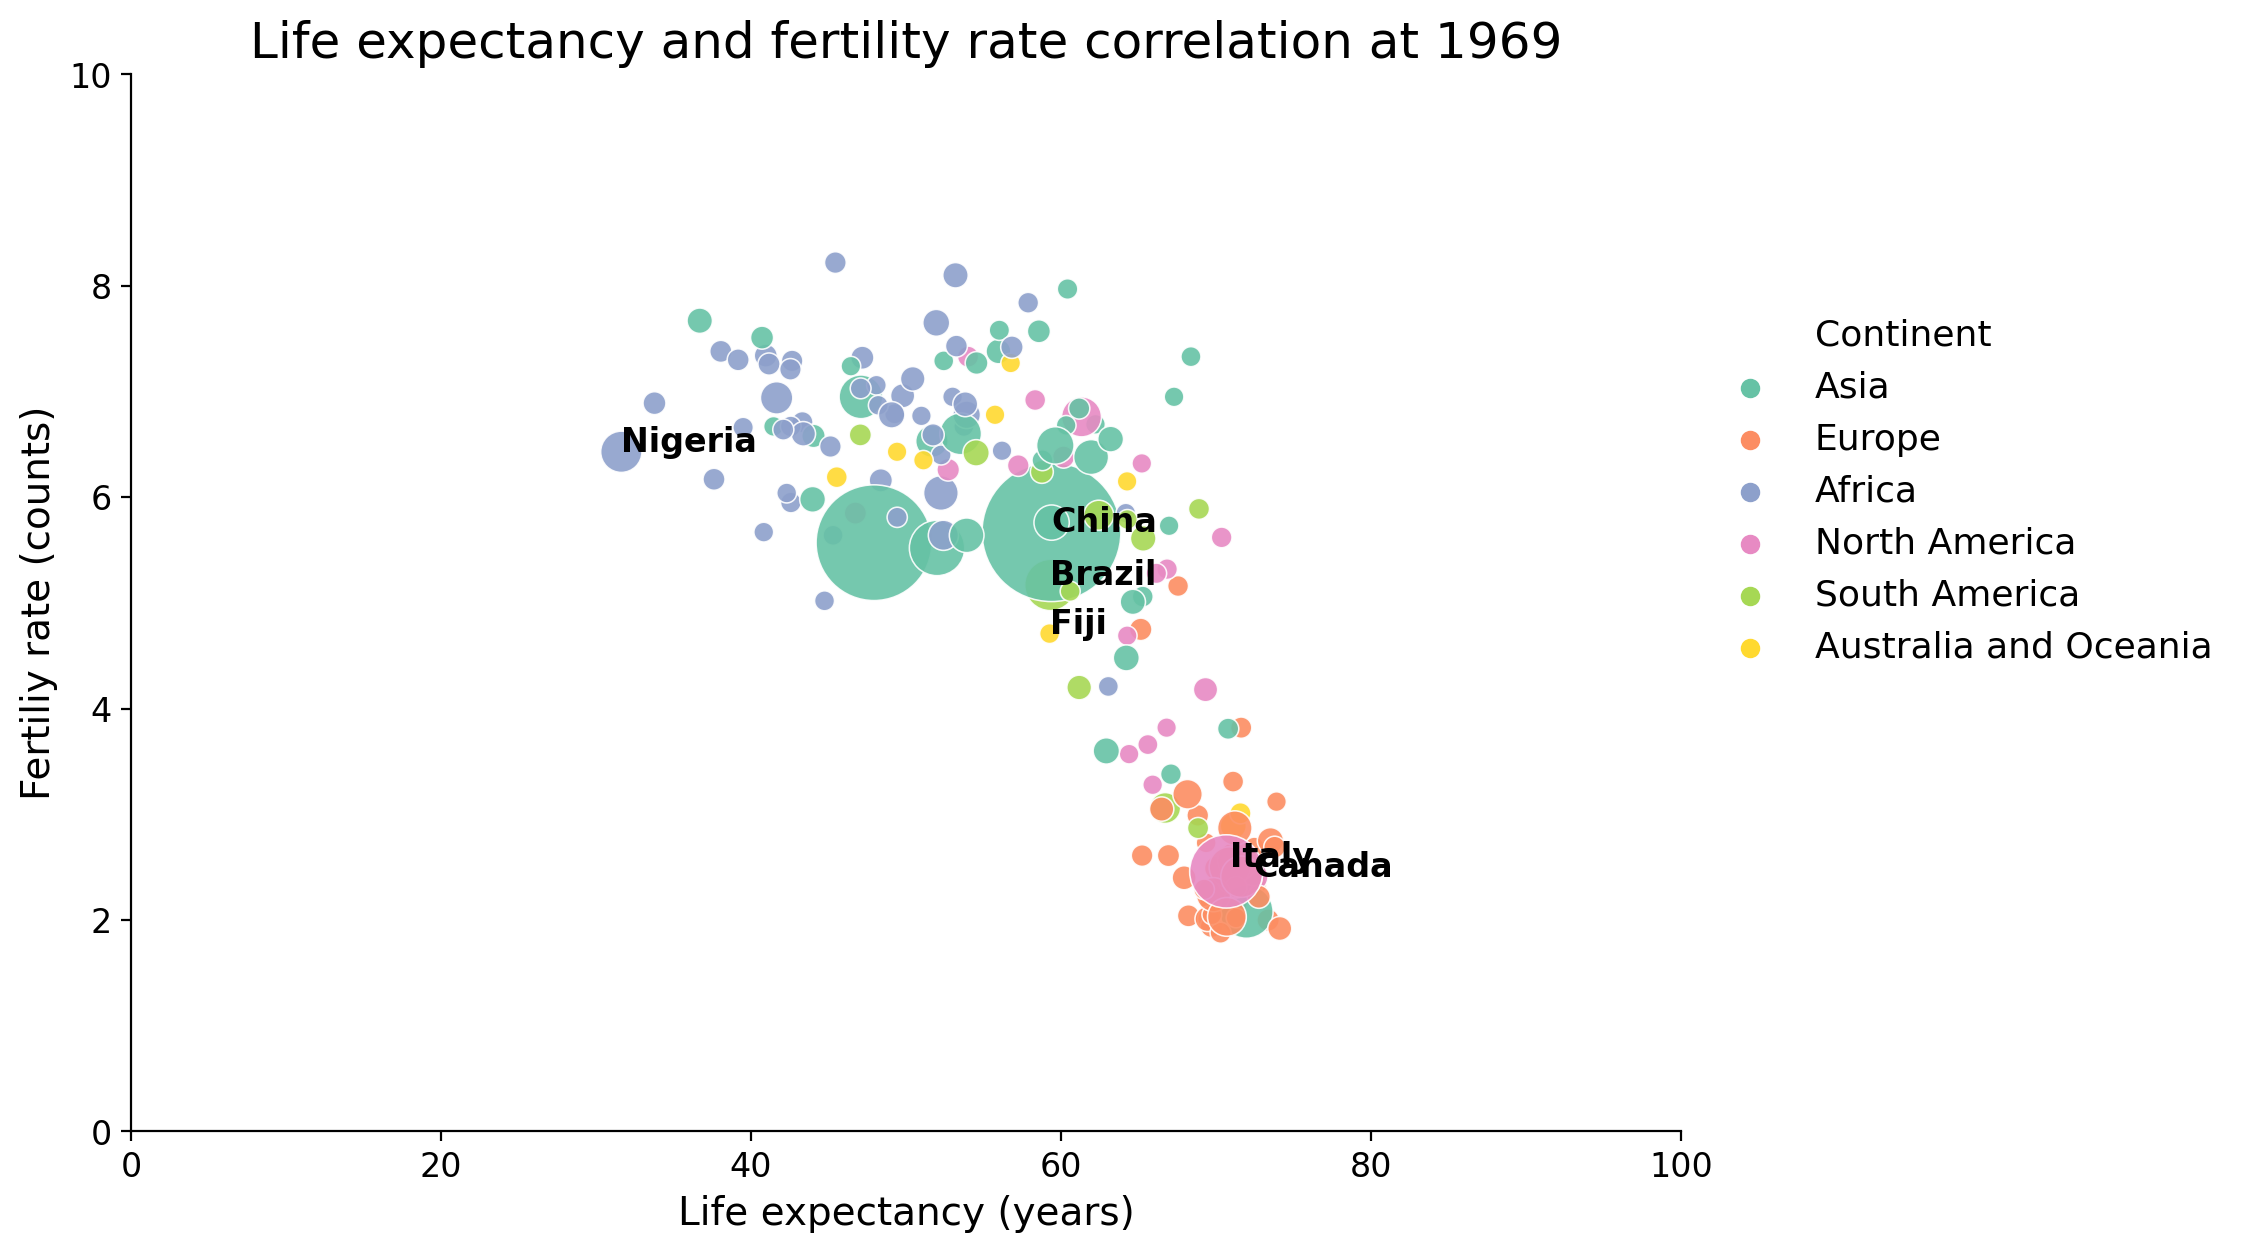 Life expectancy and fertility rate correlation at 1969
10
8
6
4
2
0
Fertiliy rate (counts)
Nigeria
China
Brazil
Fiji
Italy
Canada
0 20 40 60 80 100
Life expectancy (years)
Continent
Asia
Europe
Africa
North America
South America
Australia and Oceania